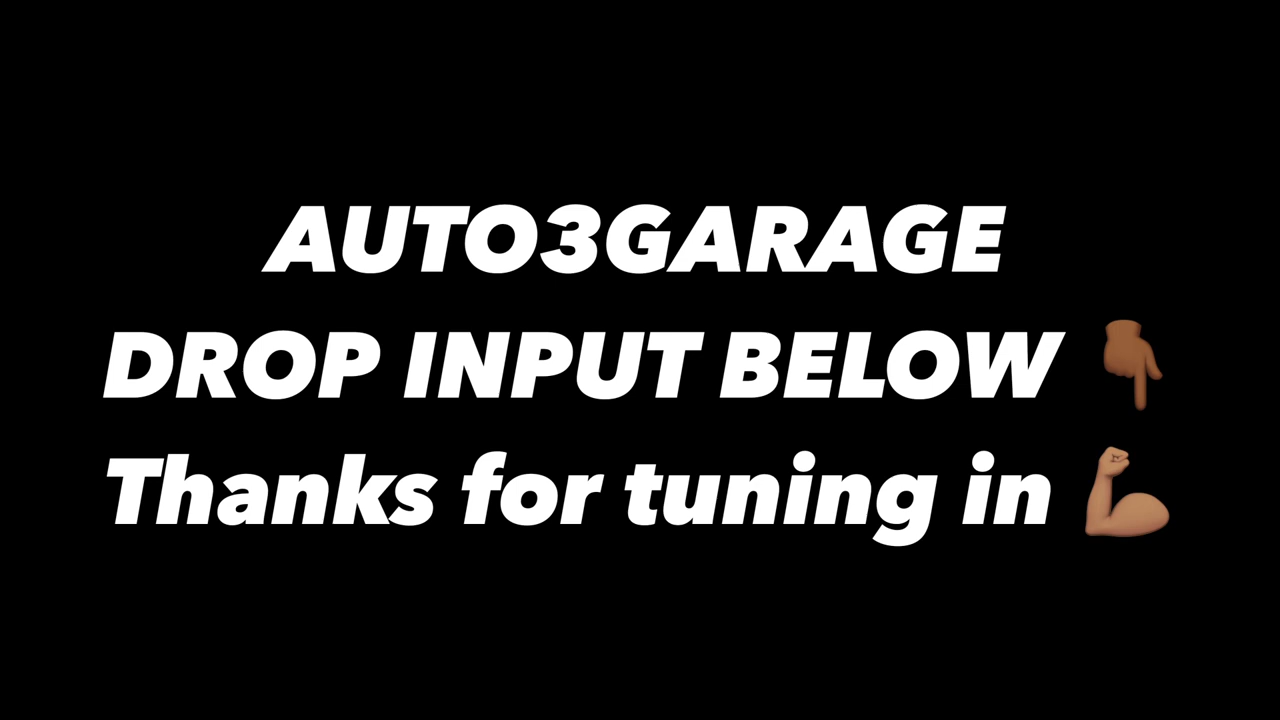 AUTO3GARAGE
DROP INPUT BELOW 👇🏾
Thanks for tuning in 💪🏽